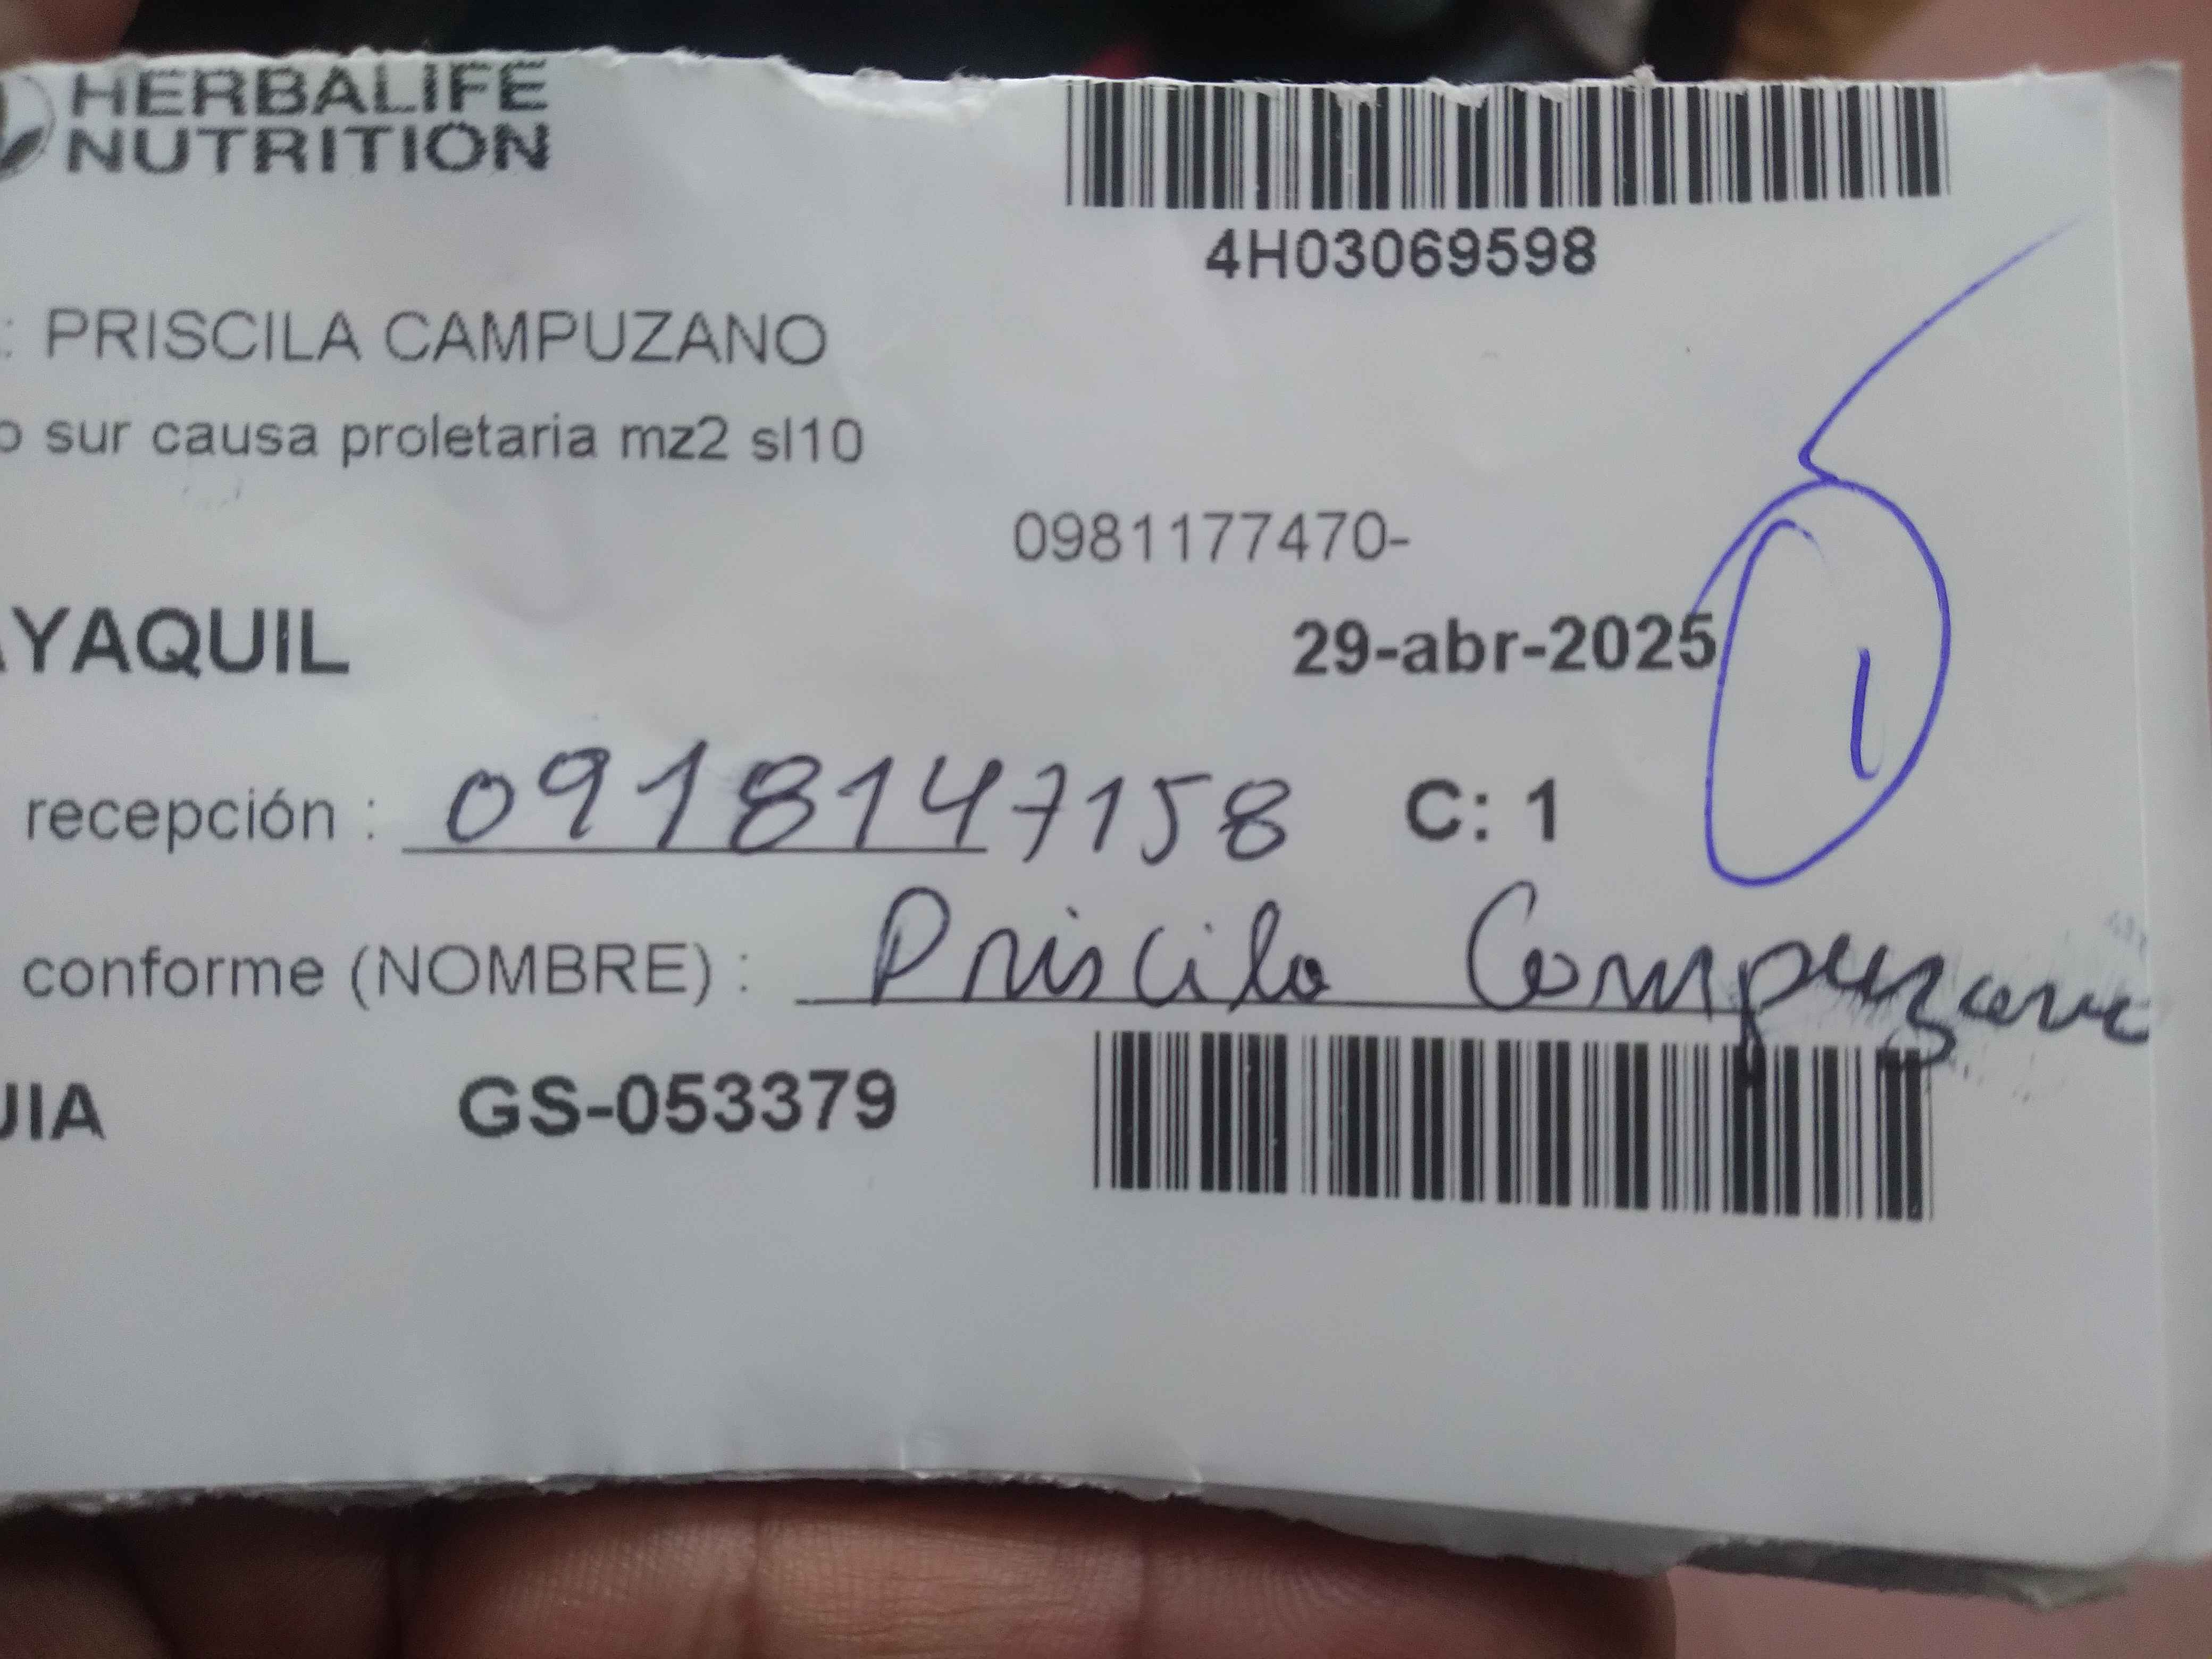 HERBALIFE
NUTRITION
4H03069598
: PRISCILA CAMPUZANO
o sur causa proletaria mz2 sl10
0981177470-
AYAQUIL
29-abr-2025
1
recepción : 0918147158 C: 1
conforme (NOMBRE) : Priscila Campuzano
UIA GS-053379